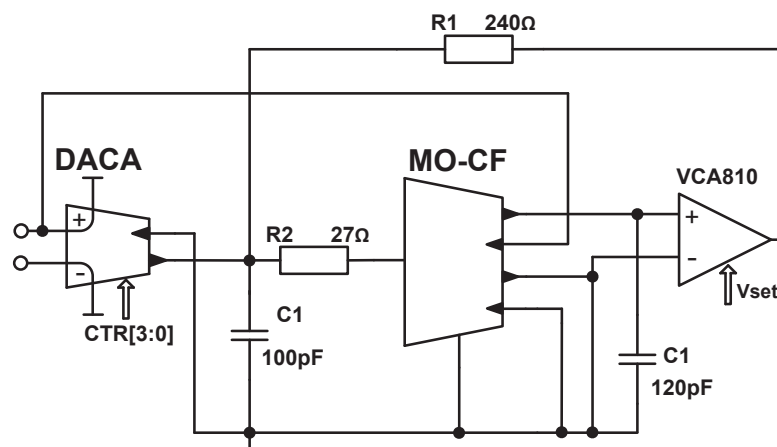 R1 240Ω
DACA
MO-CF
VCA810
+
-
R2 27Ω
+
-
Vset
CTR[3:0]
C1
100pF
C1
120pF